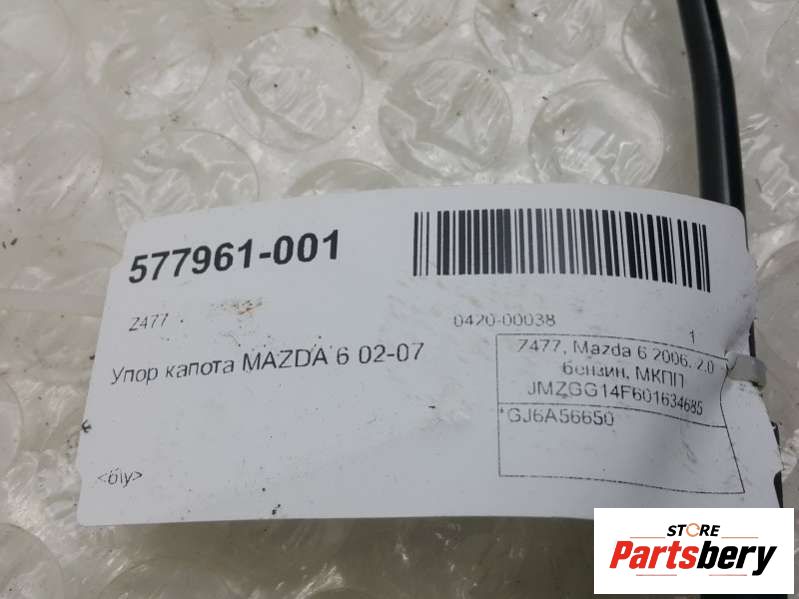 577961-001
Z477
0420-00038
1
Упор капота MAZDA 6 02-07
Z477, Mazda 6 2006, 2.0
бензин, МКПП
JMZGG14F601634685
*GJ6A56650
<бİy>
STORE
Partsbery